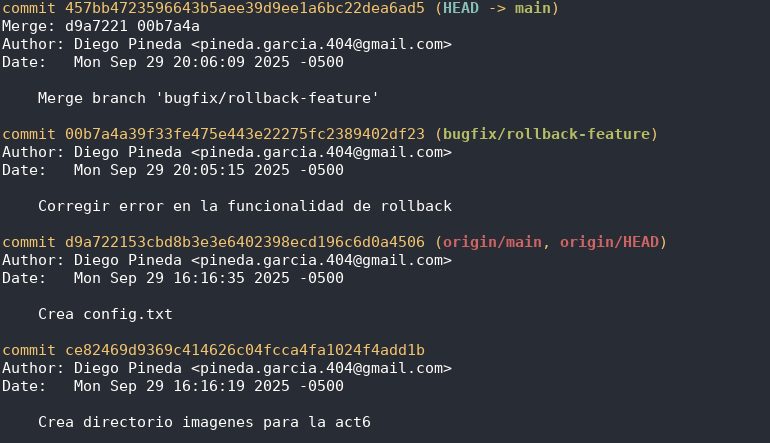 commit 457bb4723596643b5aee39d9ee1a6bc22dea6ad5 (HEAD -> main)
Merge: d9a7221 00b7a4a
Author: Diego Pineda <pineda.garcia.404@gmail.com>
Date:   Mon Sep 29 20:06:09 2025 -0500
    Merge branch 'bugfix/rollback-feature'
commit 00b7a4a39f33fe475e443e22275fc2389402df23 (bugfix/rollback-feature)
Author: Diego Pineda <pineda.garcia.404@gmail.com>
Date:   Mon Sep 29 20:05:15 2025 -0500
    Corregir error en la funcionalidad de rollback
commit d9a722153cbd8b3e3e6402398ecd196c6d0a4506 (origin/main, origin/HEAD)
Author: Diego Pineda <pineda.garcia.404@gmail.com>
Date:   Mon Sep 29 16:16:35 2025 -0500
    Crea config.txt
commit ce82469d9369c414626c04fcca4fa1024f4add1b
Author: Diego Pineda <pineda.garcia.404@gmail.com>
Date:   Mon Sep 29 16:16:19 2025 -0500
    Crea directorio imagenes para la act6